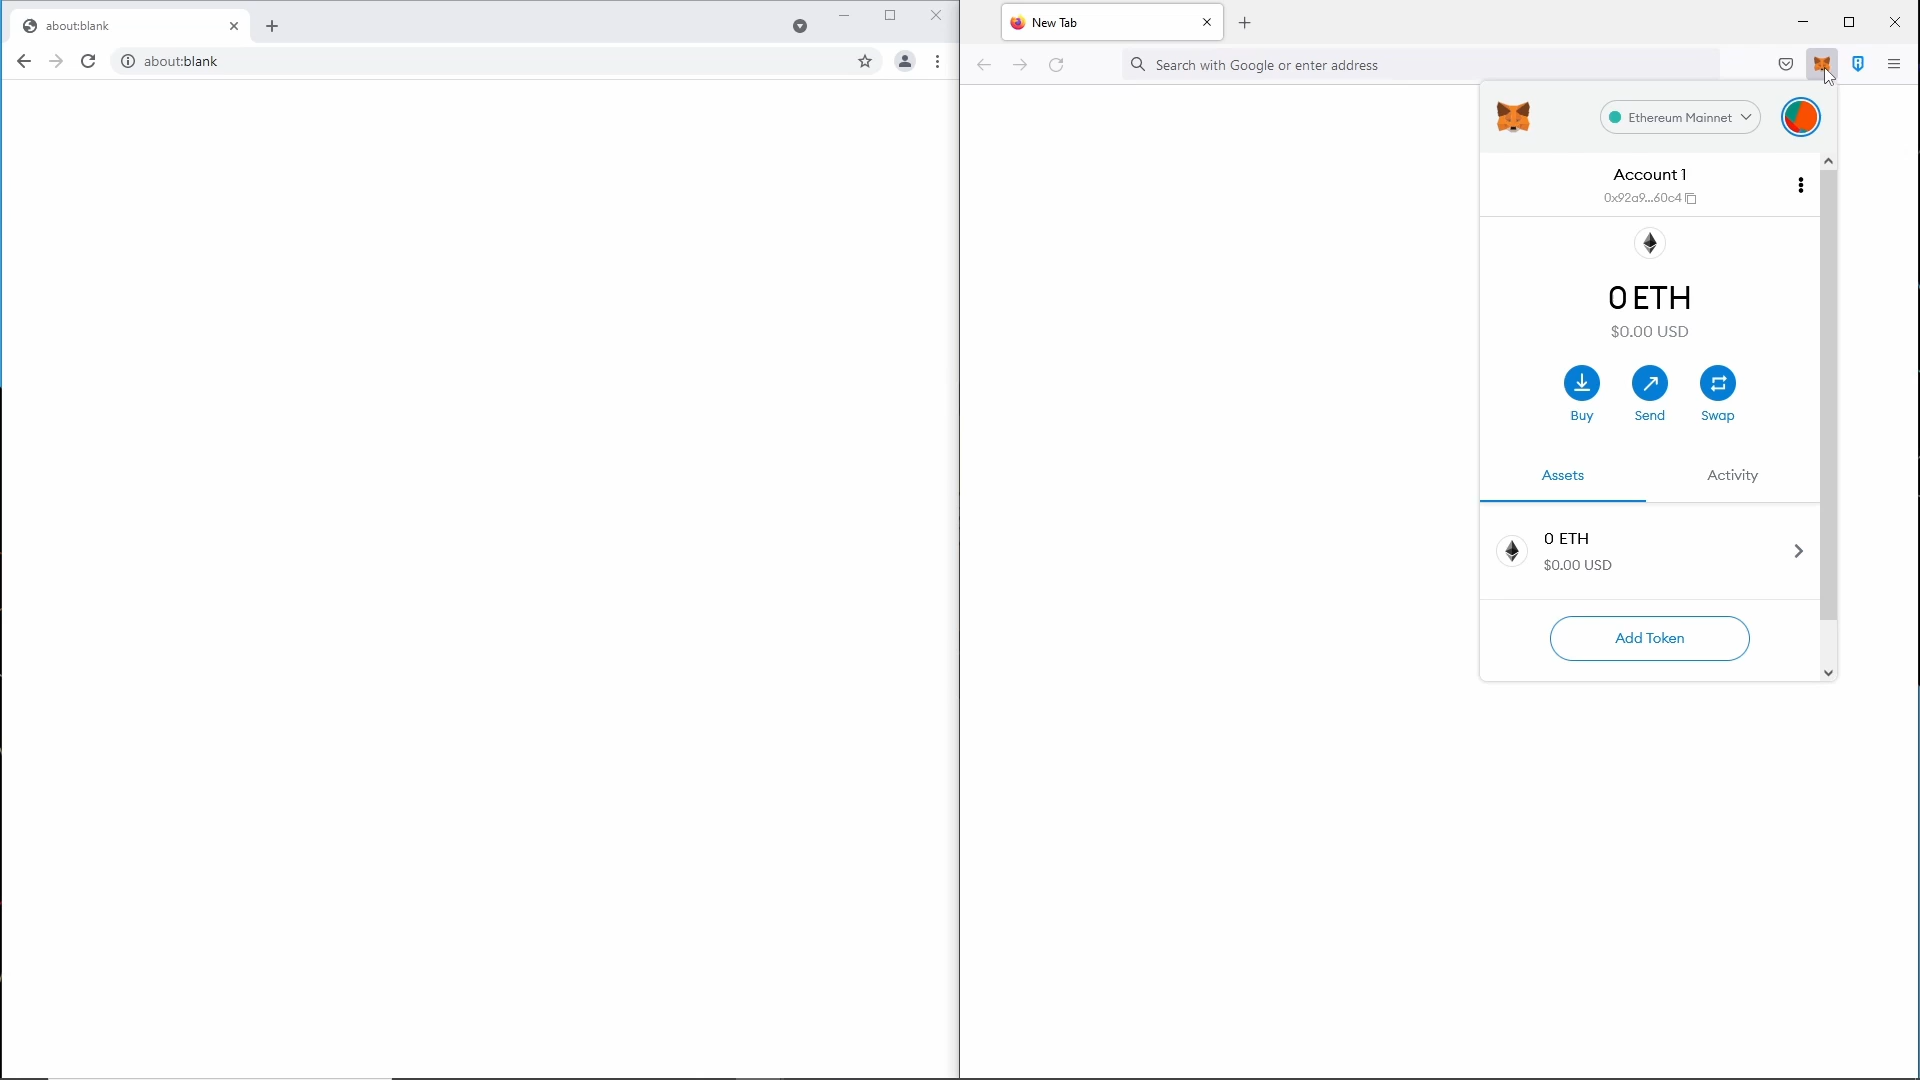 about:blank
about:blank
New Tab
Search with Google or enter address
Ethereum Mainnet
Account 1
0x92a9...60c4
0 ETH
$0.00 USD
Buy
Send
Swap
Assets
Activity
0 ETH
$0.00 USD
Add Token